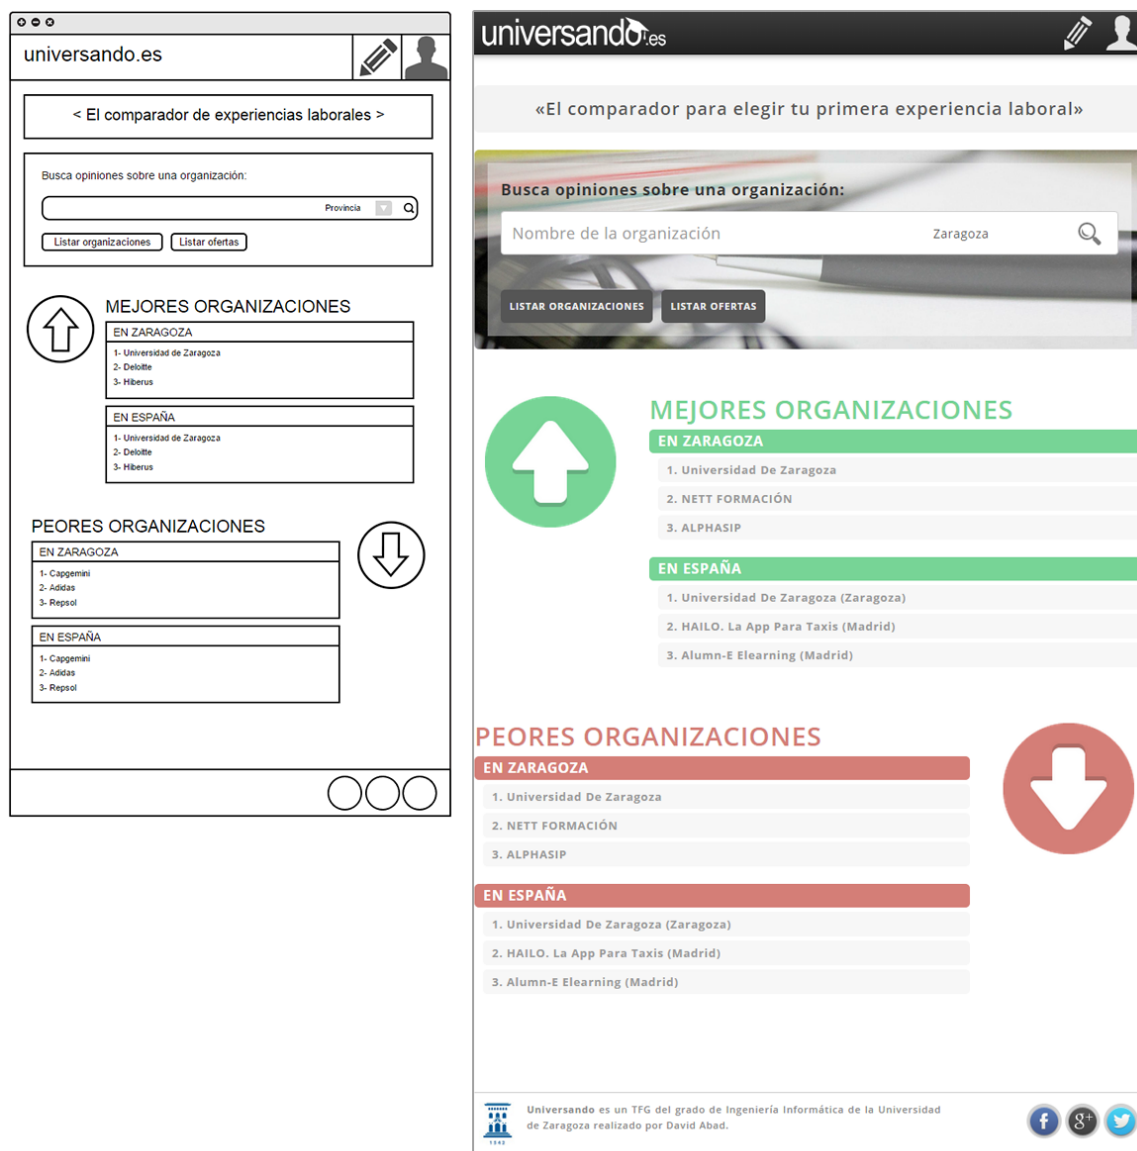 universando.es
< El comparador de experiencias laborales >
Busca opiniones sobre una organización:
Provincia
Listar organizaciones
Listar ofertas
MEJORES ORGANIZACIONES
EN ZARAGOZA
1- Universidad de Zaragoza
2- Deloitte
3- Hiberus
EN ESPAÑA
1- Universidad de Zaragoza
2- Deloitte
3- Hiberus
PEORES ORGANIZACIONES
EN ZARAGOZA
1- Capgemini
2- Adidas
3- Repsol
EN ESPAÑA
1- Capgemini
2- Adidas
3- Repsol
universando.es
«El comparador para elegir tu primera experiencia laboral»
Busca opiniones sobre una organización:
Nombre de la organización
Zaragoza
LISTAR ORGANIZACIONES
LISTAR OFERTAS
MEJORES ORGANIZACIONES
EN ZARAGOZA
1. Universidad De Zaragoza
2. NETT FORMACIÓN
3. ALPHASIP
EN ESPAÑA
1. Universidad De Zaragoza (Zaragoza)
2. HAILO. La App Para Taxis (Madrid)
3. Alumn-E Elearning (Madrid)
PEORES ORGANIZACIONES
EN ZARAGOZA
1. Universidad De Zaragoza
2. NETT FORMACIÓN
3. ALPHASIP
EN ESPAÑA
1. Universidad De Zaragoza (Zaragoza)
2. HAILO. La App Para Taxis (Madrid)
3. Alumn-E Elearning (Madrid)
1542
Universando es un TFG del grado de Ingeniería Informática de la Universidad
de Zaragoza realizado por David Abad.
f
g+